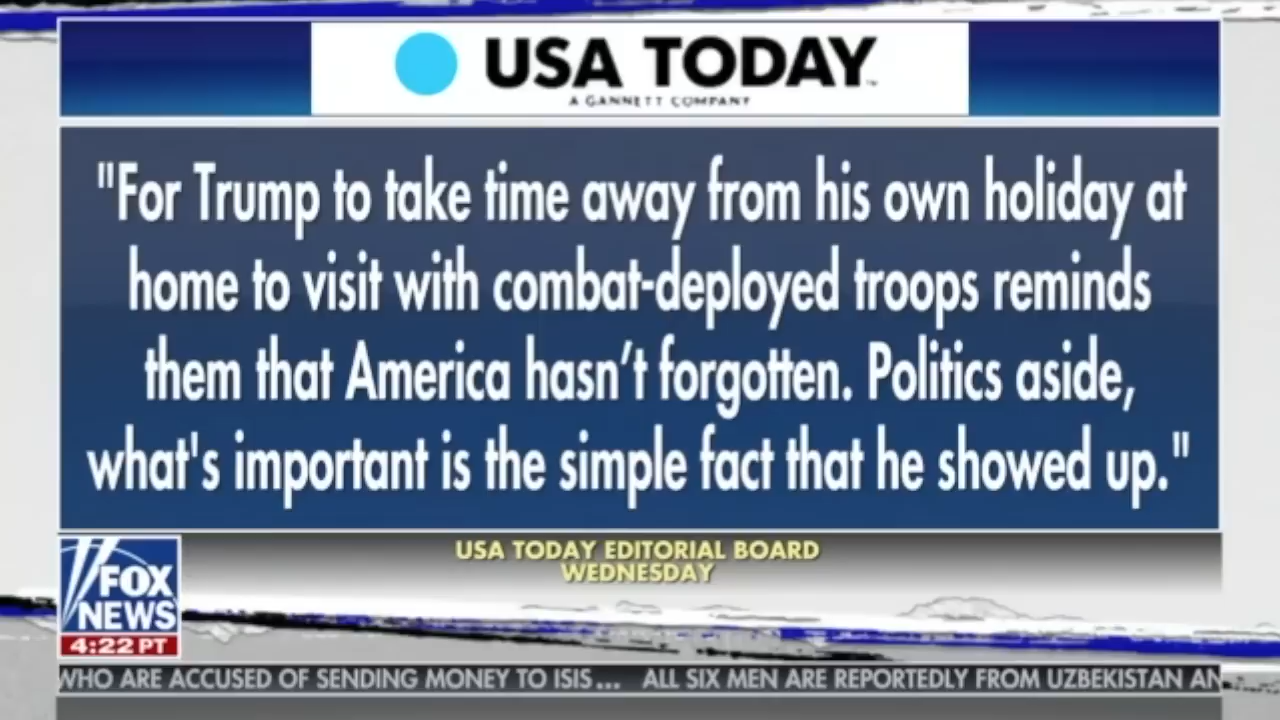 USA TODAY
A GANNETT COMPANY
"For Trump to take time away from his own holiday at
home to visit with combat-deployed troops reminds
them that America hasn’t forgotten. Politics aside,
what's important is the simple fact that he showed up."
USA TODAY EDITORIAL BOARD
WEDNESDAY
FOX
NEWS
4:22 PT
WHO ARE ACCUSED OF SENDING MONEY TO ISIS... ALL SIX MEN ARE REPORTEDLY FROM UZBEKISTAN AN